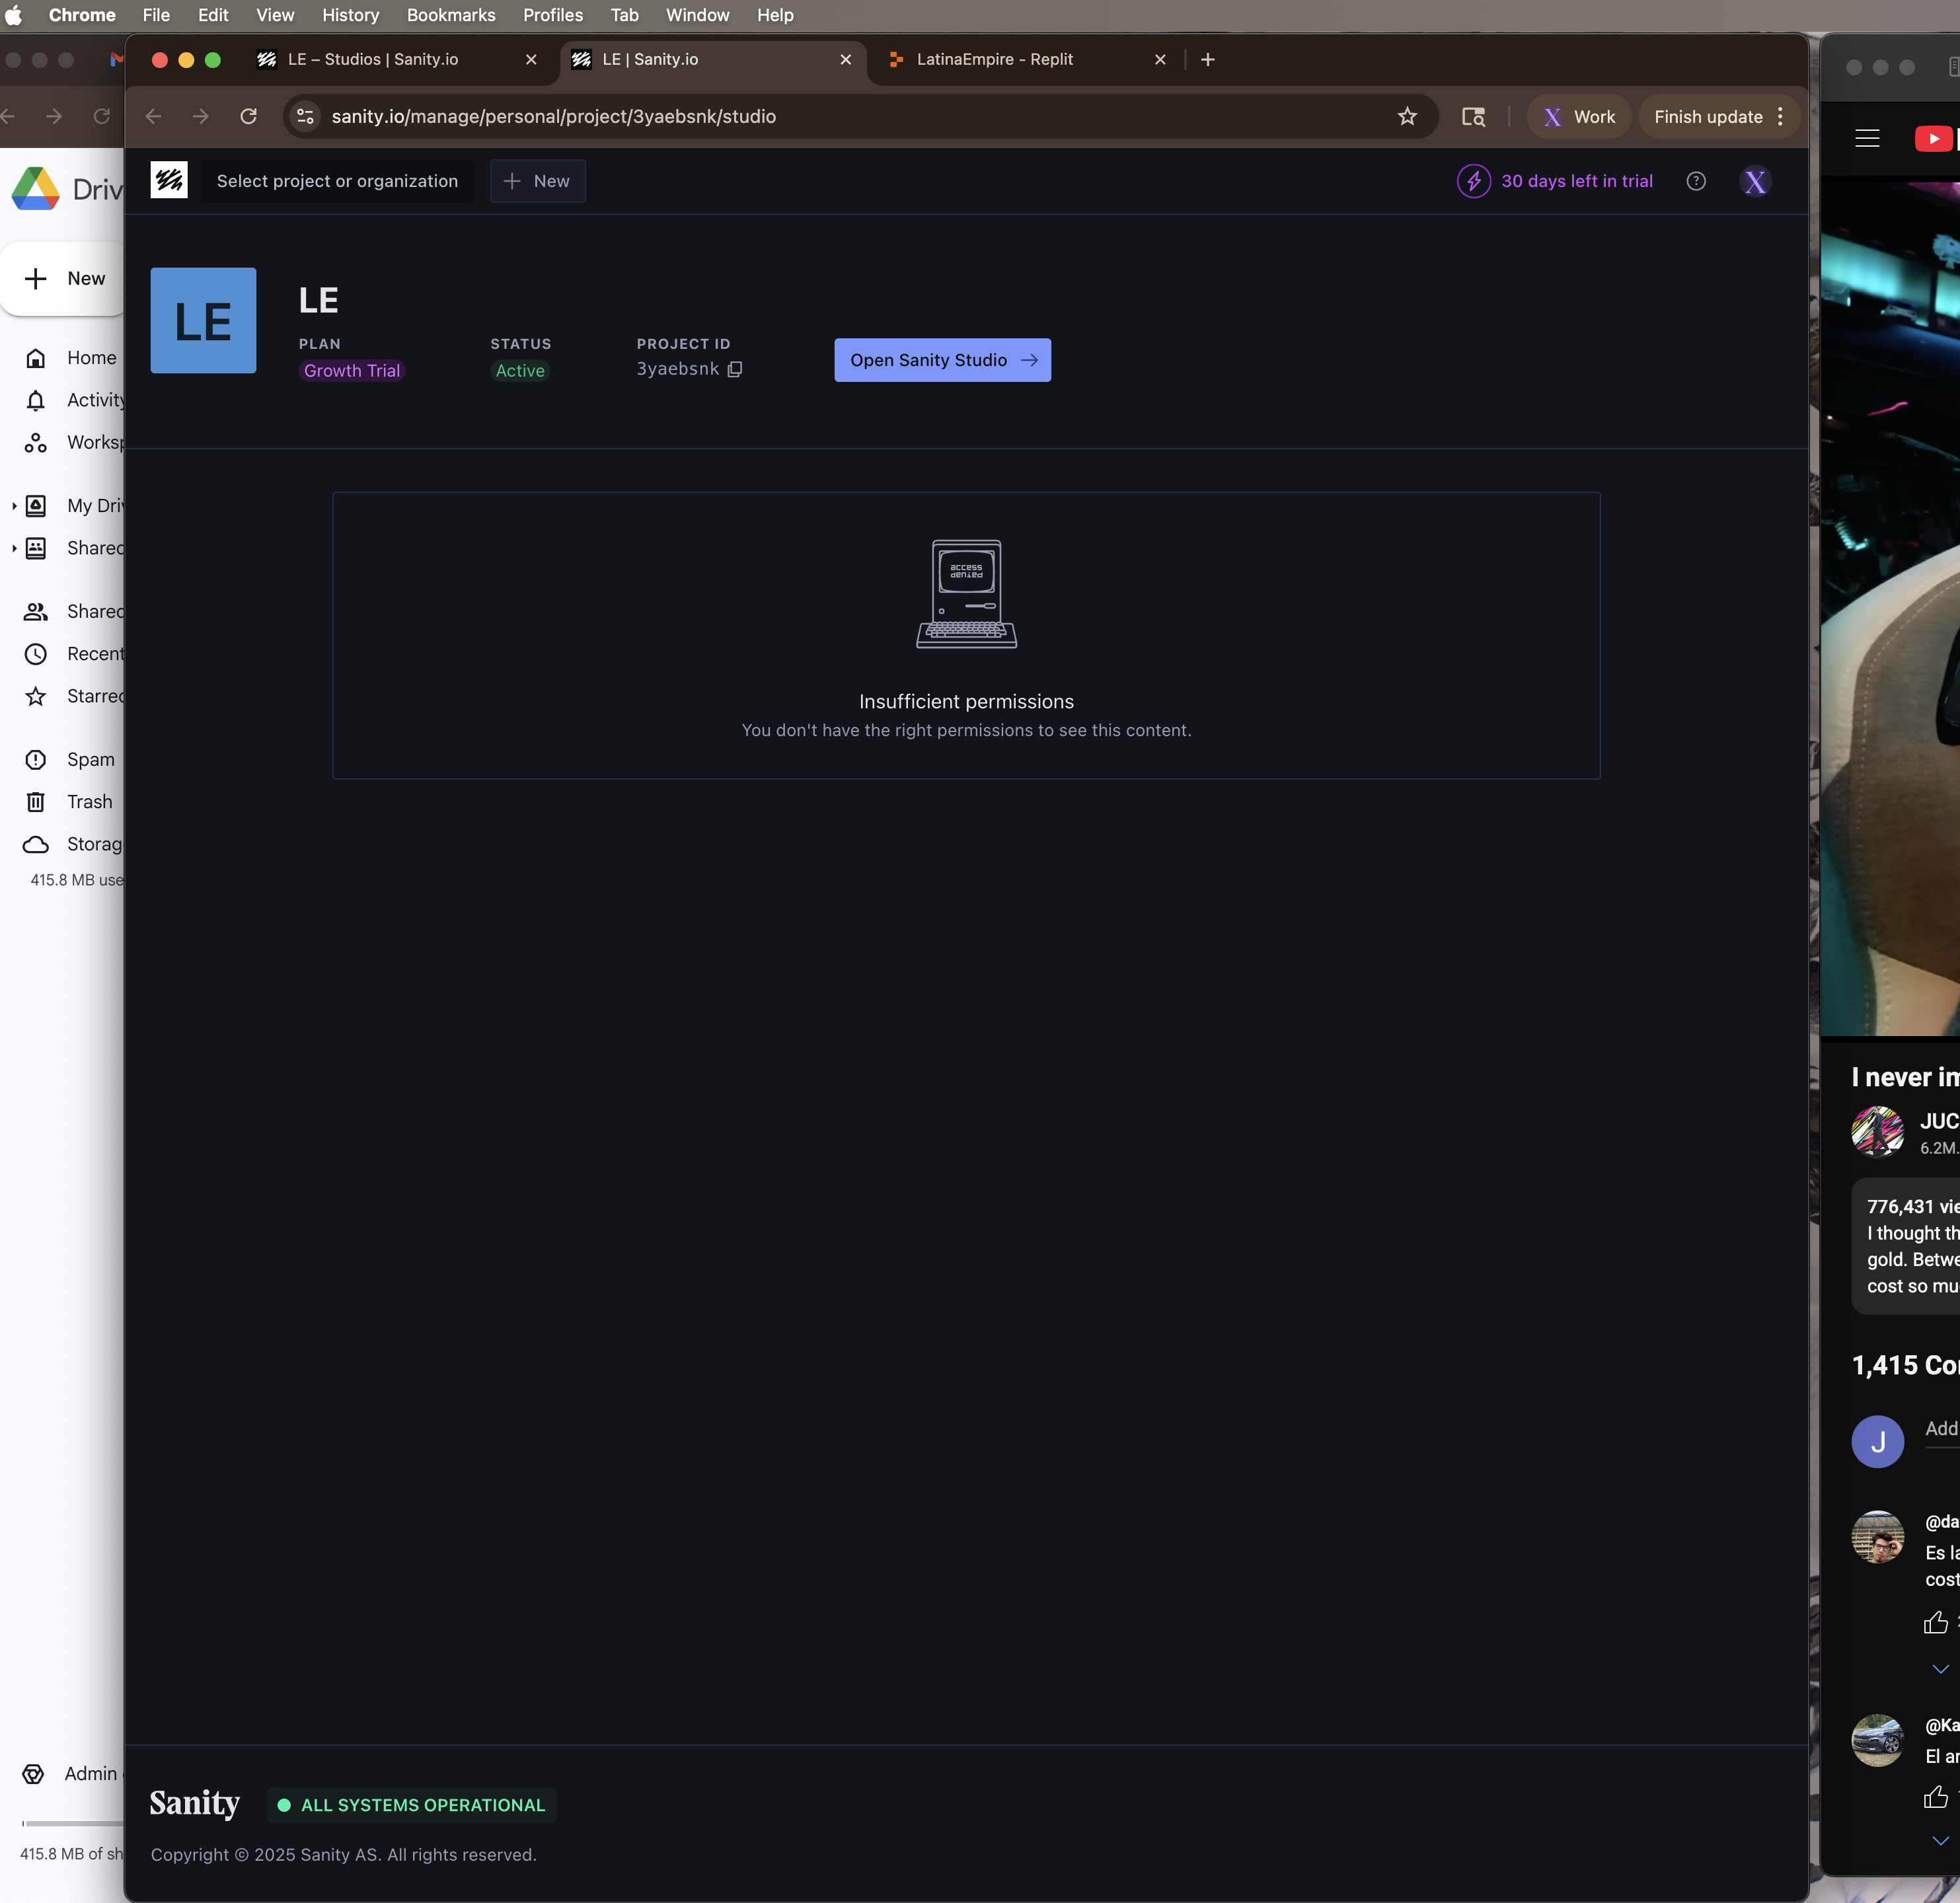 Chrome File Edit View History Bookmarks Profiles Tab Window Help
LE – Studios | Sanity.io
LE | Sanity.io
LatinaEmpire - Replit
sanity.io/manage/personal/project/3yaebsnk/studio
X Work
Finish update
Select project or organization
New
30 days left in trial
X
LE
LE
PLAN
Growth Trial
STATUS
Active
PROJECT ID
3yaebsnk
Open Sanity Studio
access
denied
Insufficient permissions
You don't have the right permissions to see this content.
Sanity
ALL SYSTEMS OPERATIONAL
Copyright © 2025 Sanity AS. All rights reserved.
Driv
New
Home
Activity
Worksp
My Driv
Shared
Shared
Recent
Starred
Spam
Trash
Storag
415.8 MB use
Admin
415.8 MB of sh
I never im
JUC
6.2M
776,431 vie
I thought th
gold. Betwe
cost so mu
1,415 Co
J
Add
@da
Es la
cost
@Ka
El ar